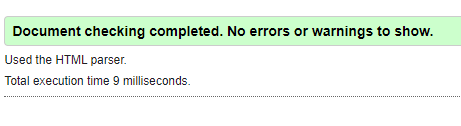 Document checking completed. No errors or warnings to show.
Used the HTML parser.
Total execution time 9 milliseconds.